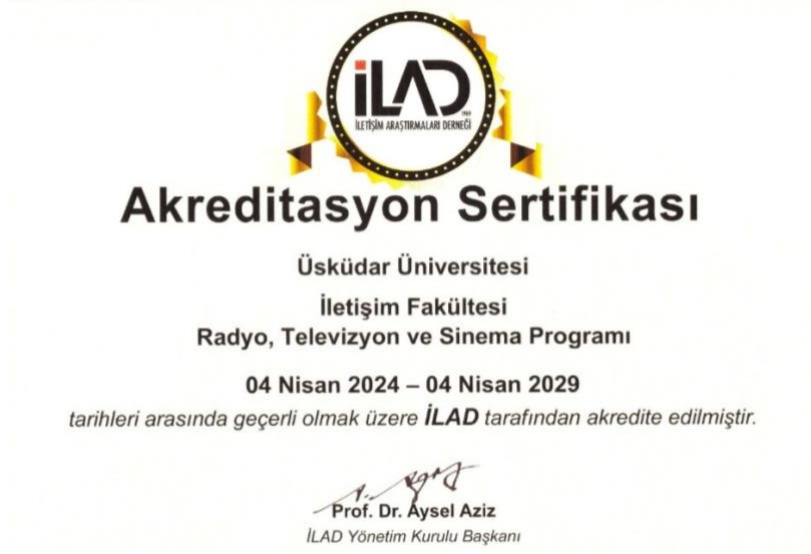 İLAD
1989
İLETİŞİM ARAŞTIRMALARI DERNEĞİ
Akreditasyon Sertifikası
Üsküdar Üniversitesi
İletişim Fakültesi
Radyo, Televizyon ve Sinema Programı
04 Nisan 2024 – 04 Nisan 2029
tarihleri arasında geçerli olmak üzere İLAD tarafından akredite edilmiştir.
Prof. Dr. Aysel Aziz
İLAD Yönetim Kurulu Başkanı